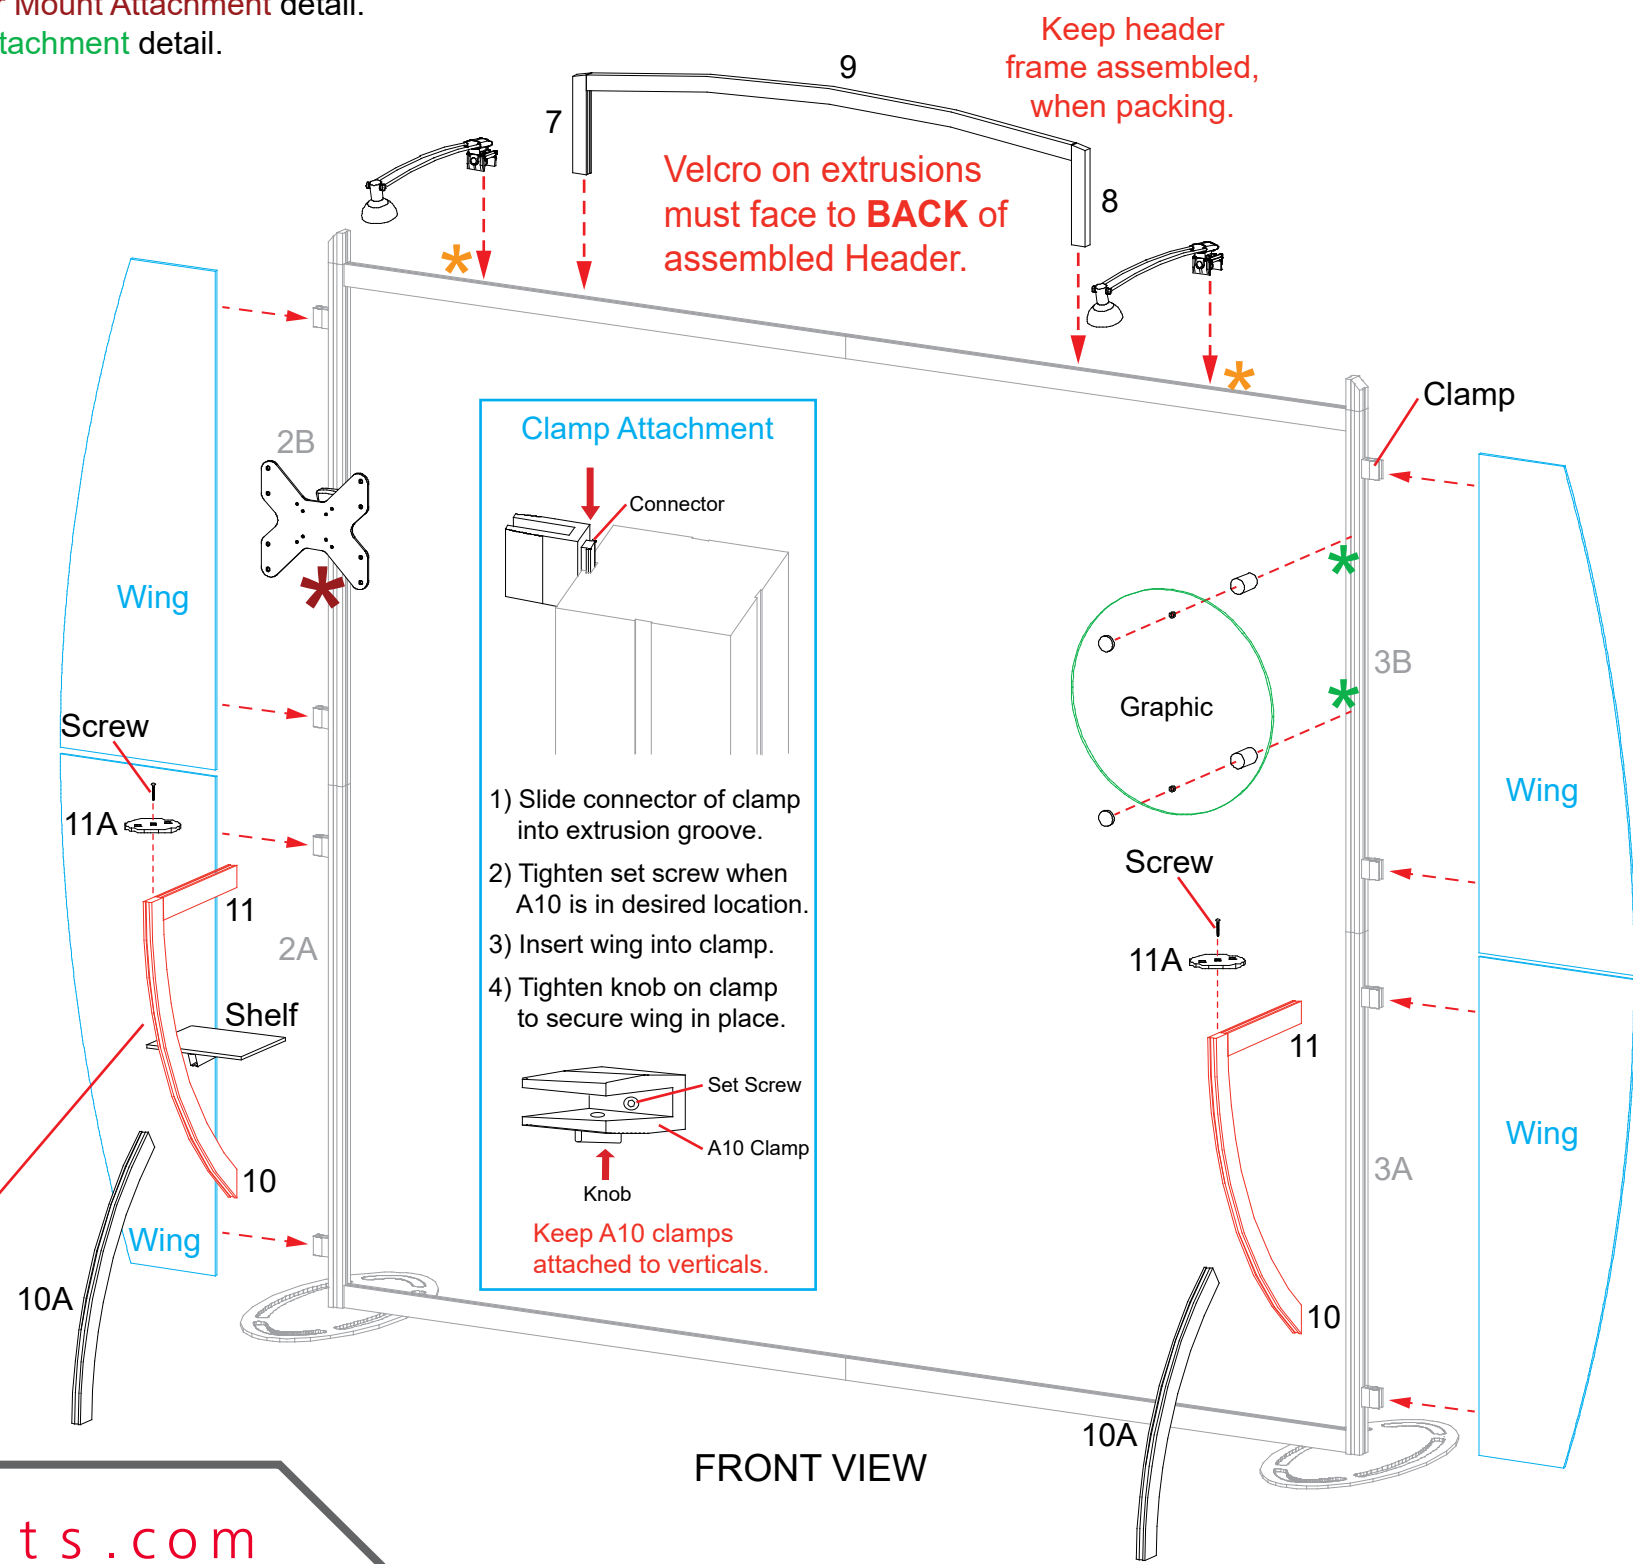 Mount Attachment detail.
tachment detail.
Keep header
frame assembled,
when packing.
9
7
8
Velcro on extrusions
must face to BACK of
assembled Header.
*
*
Clamp
2B
Clamp Attachment
Connector
*
Wing
*
*
3B
Graphic
Screw
11A
1) Slide connector of clamp
into extrusion groove.
2) Tighten set screw when
A10 is in desired location.
3) Insert wing into clamp.
4) Tighten knob on clamp
to secure wing in place.
Wing
Screw
11
2A
11A
Shelf
11
Set Screw
A10 Clamp
Knob
Wing
3A
10
Wing
Keep A10 clamps
attached to verticals.
10A
10
10A
FRONT VIEW
ts.com